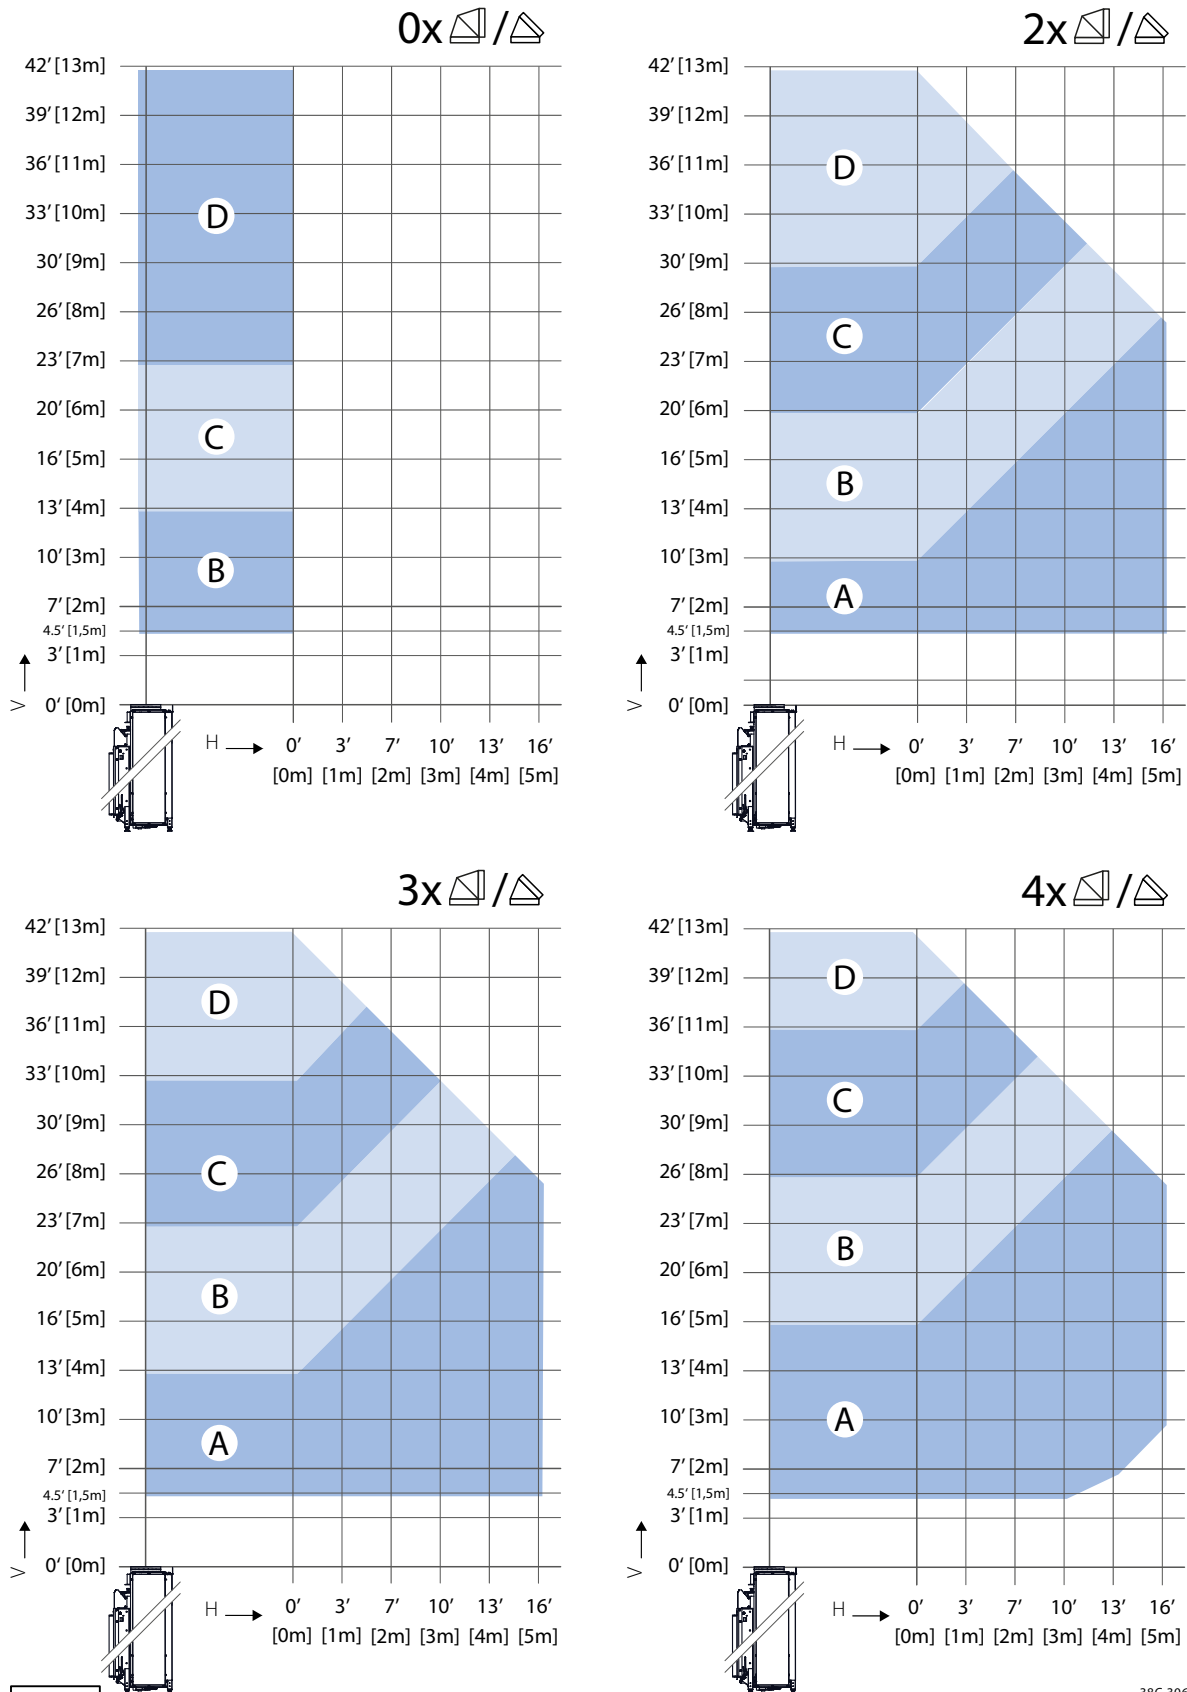 0x /
42' [13m]
39' [12m]
36' [11m]
33' [10m]
30' [9m]
26' [8m]
23' [7m]
20' [6m]
16' [5m]
13' [4m]
10' [3m]
7' [2m]
4.5' [1,5m]
3' [1m]
0' [0m]
V
D
C
B
H
0' 3' 7' 10' 13' 16'
[0m] [1m] [2m] [3m] [4m] [5m]
2x /
42' [13m]
39' [12m]
36' [11m]
33' [10m]
30' [9m]
26' [8m]
23' [7m]
20' [6m]
16' [5m]
13' [4m]
10' [3m]
7' [2m]
4.5' [1,5m]
3' [1m]
0' [0m]
V
D
C
B
A
H
0' 3' 7' 10' 13' 16'
[0m] [1m] [2m] [3m] [4m] [5m]
3x /
42' [13m]
39' [12m]
36' [11m]
33' [10m]
30' [9m]
26' [8m]
23' [7m]
20' [6m]
16' [5m]
13' [4m]
10' [3m]
7' [2m]
4.5' [1,5m]
3' [1m]
0' [0m]
V
D
C
B
A
H
0' 3' 7' 10' 13' 16'
[0m] [1m] [2m] [3m] [4m] [5m]
4x /
42' [13m]
39' [12m]
36' [11m]
33' [10m]
30' [9m]
26' [8m]
23' [7m]
20' [6m]
16' [5m]
13' [4m]
10' [3m]
7' [2m]
4.5' [1,5m]
3' [1m]
0' [0m]
V
D
C
B
A
H
0' 3' 7' 10' 13' 16'
[0m] [1m] [2m] [3m] [4m] [5m]